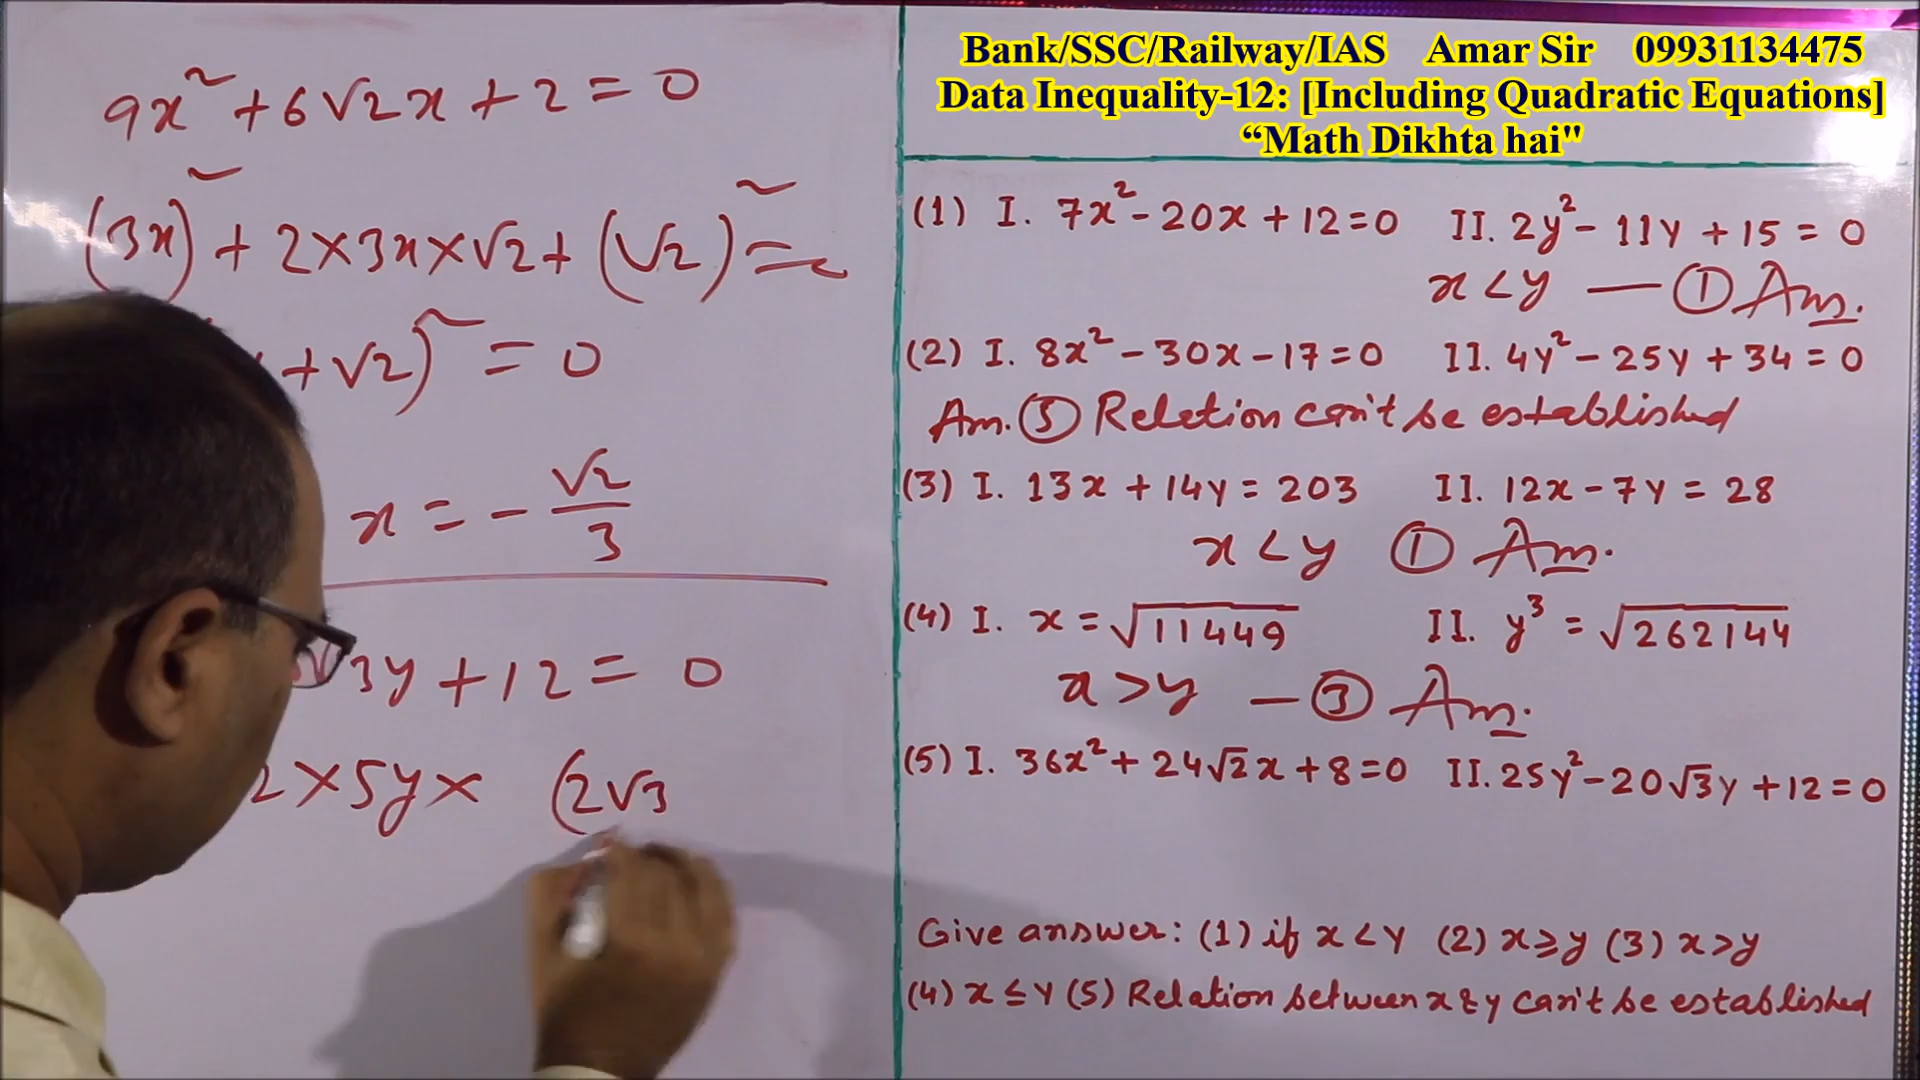 Bank/SSC/Railway/IAS Amar Sir 09931134475
Data Inequality-12: [Including Quadratic Equations]
“Math Dikhta hai"
9x² + 6√2x + 2 = 0
(3x)² + 2×3x×√2 + (√2)² =
+ √2)² = 0
x = - √2/3
3y + 12 = 0
2×5y× (2√3
(1) I. 7x² - 20x + 12 = 0 II. 2y² - 11y + 15 = 0
x < y — ① Ans.
(2) I. 8x² - 30x - 17 = 0 II. 4y² - 25y + 34 = 0
Ans. ⑤ Relation can't be established
(3) I. 13x + 14y = 203 II. 12x - 7y = 28
x < y ① Ans.
(4) I. x = √11449 II. y³ = √262144
x > y — ③ Ans.
(5) I. 36x² + 24√2x + 8 = 0 II. 25y² - 20√3y + 12 = 0
Give answer: (1) if x < y (2) x ≥ y (3) x > y
(4) x ≤ y (5) Relation between x & y can't be established